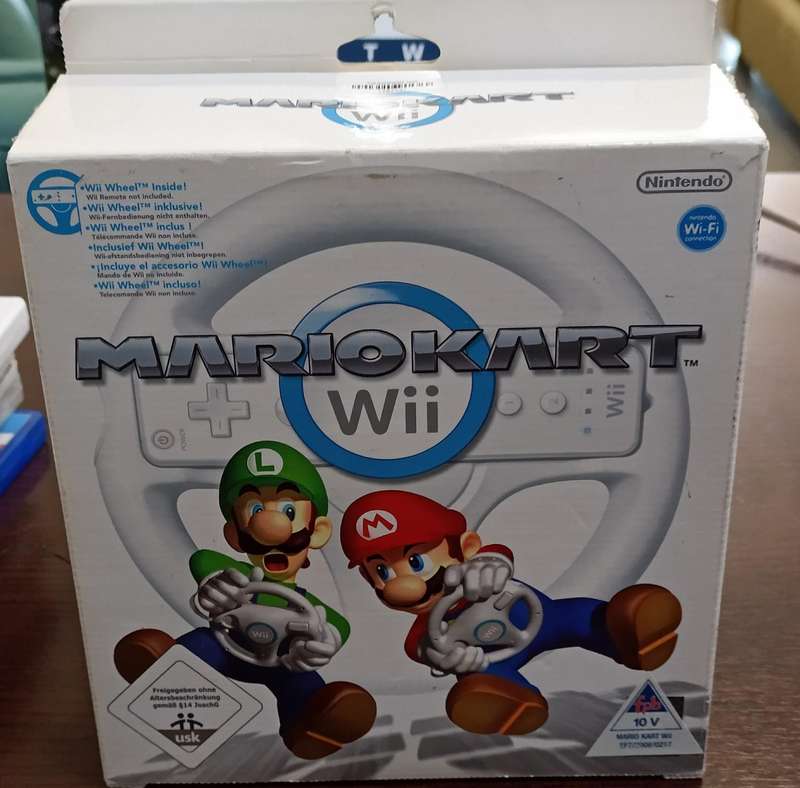 T W
MARIOKART
Wii
•Wii Wheel™ Inside!
Wii Remote not included.
•Wii Wheel™ inklusive!
Wii-Fernbedienung nicht enthalten.
•Wii Wheel™ inclus !
Télécommande Wii non incluse.
•Inclusief Wii Wheel™!
Wii-afstandsbediening niet inbegrepen.
•¡Incluye el accesorio Wii Wheel™!
Mando de Wii no incluido.
•Wii Wheel™ incluso!
Telecomando Wii non incluso.
Nintendo®
nintendo
Wi-Fi
connection
MARIOKART™
Wii
POWER
1
2
Wii
L
M
Wii
Wii
Freigegeben ohne
Altersbeschränkung
gemäß §14 JuschG
usk
fpb
10 V
MARIO KART Wii